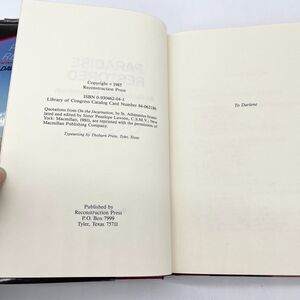 PARADISE
RESTORED
Copyright © 1985
Reconstruction Press
ISBN 0-930462-04-1
Library of Congress Catalog Card Number
Quotations from On the Incarnation, by St. Athanasius
lated and edited by Sister Penelope Lawson, C.S.M.V.; New
York: Macmillan, 1981, are reprinted with the permission of
Macmillan Publishing Company.
Typesetting by Thoburn Press, Tyler, Texas
Published by
Reconstruction Press
P.O. Box 7999
Tyler, Texas 75711
To Darlene